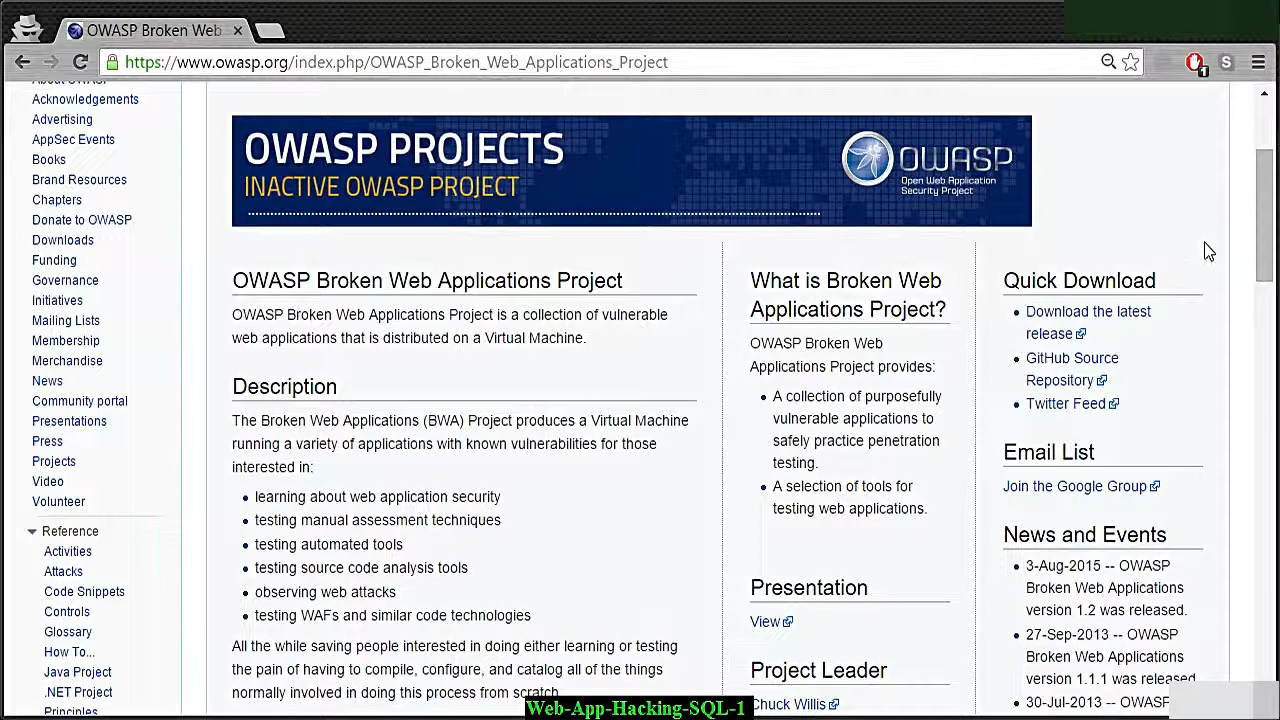 OWASP Broken Web
https://www.owasp.org/index.php/OWASP_Broken_Web_Applications_Project
1
S
About OWASP
Acknowledgements
Advertising
AppSec Events
Books
Brand Resources
Chapters
Donate to OWASP
Downloads
Funding
Governance
Initiatives
Mailing Lists
Membership
Merchandise
News
Community portal
Presentations
Press
Projects
Video
Volunteer
Reference
Activities
Attacks
Code Snippets
Controls
Glossary
How To...
Java Project
.NET Project
Principles
OWASP PROJECTS
INACTIVE OWASP PROJECT
OWASP
Open Web Application
Security Project
OWASP Broken Web Applications Project
OWASP Broken Web Applications Project is a collection of vulnerable
web applications that is distributed on a Virtual Machine.
Description
The Broken Web Applications (BWA) Project produces a Virtual Machine
running a variety of applications with known vulnerabilities for those
interested in:
learning about web application security
testing manual assessment techniques
testing automated tools
testing source code analysis tools
observing web attacks
testing WAFs and similar code technologies
All the while saving people interested in doing either learning or testing
the pain of having to compile, configure, and catalog all of the things
normally involved in doing this process from scratch
What is Broken Web
Applications Project?
OWASP Broken Web
Applications Project provides:
A collection of purposefully
vulnerable applications to
safely practice penetration
testing.
A selection of tools for
testing web applications.
Presentation
View
Project Leader
Chuck Willis
Quick Download
Download the latest
release
GitHub Source
Repository
Twitter Feed
Email List
Join the Google Group
News and Events
3-Aug-2015 -- OWASP
Broken Web Applications
version 1.2 was released.
27-Sep-2013 -- OWASP
Broken Web Applications
version 1.1.1 was released
30-Jul-2013 -- OWASP
Web-App-Hacking-SQL-1